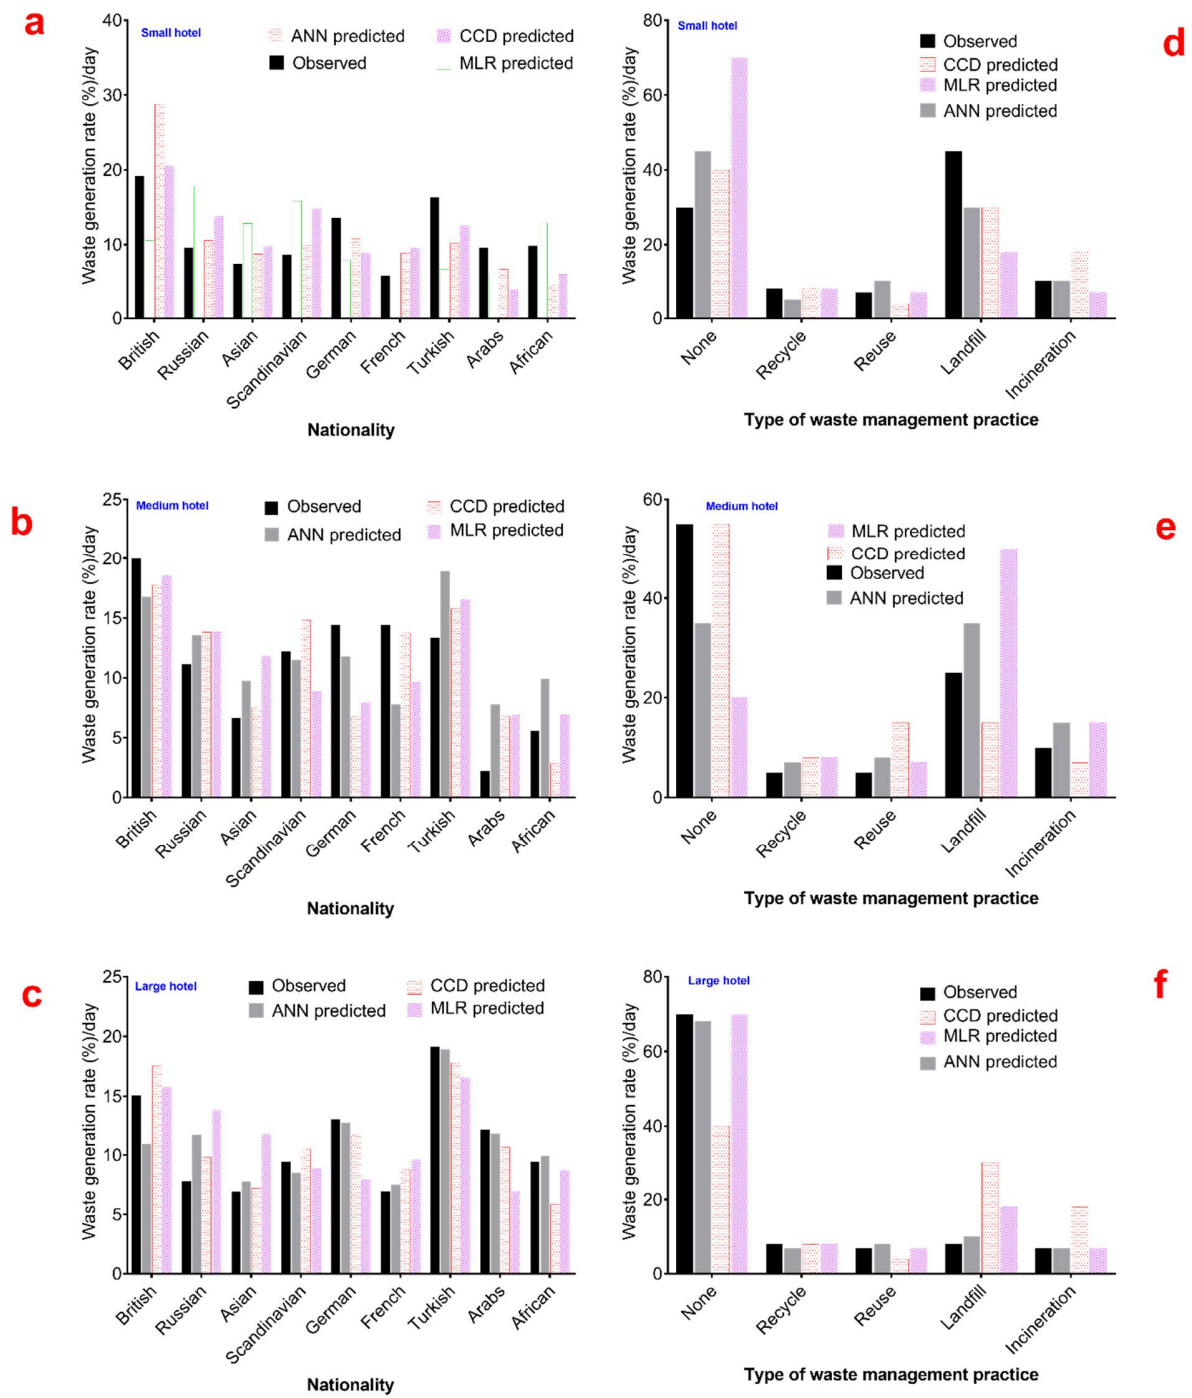 a
Small hotel
ANN predicted
CCD predicted
Observed
MLR predicted
Waste generation rate (%)/day
40
30
20
10
0
British
Russian
Asian
Scandinavian
German
French
Turkish
Arabs
African
Nationality
d
Small hotel
Observed
CCD predicted
MLR predicted
ANN predicted
Waste generation rate (%)/day
80
60
40
20
0
None
Recycle
Reuse
Landfill
Incineration
Type of waste management practice
b
Medium hotel
Observed
CCD predicted
ANN predicted
MLR predicted
Waste generation rate (%)/day
25
20
15
10
5
0
British
Russian
Asian
Scandinavian
German
French
Turkish
Arabs
African
Nationality
e
Medium hotel
MLR predicted
CCD predicted
Observed
ANN predicted
Waste generation rate (%)/day
60
40
20
0
None
Recycle
Reuse
Landfill
Incineration
Type of waste management practice
c
Large hotel
Observed
CCD predicted
ANN predicted
MLR predicted
Waste generation rate (%)/day
25
20
15
10
5
0
British
Russian
Asian
Scandinavian
German
French
Turkish
Arabs
African
Nationality
f
Large hotel
Observed
CCD predicted
MLR predicted
ANN predicted
Waste generation rate (%)/day
80
60
40
20
0
None
Recycle
Reuse
Landfill
Incineration
Type of waste management practice